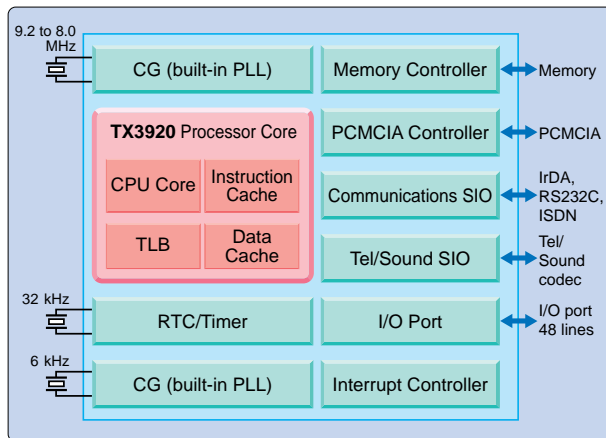 9.2 to 8.0
MHz
CG (built-in PLL)
Memory Controller
Memory
TX3920 Processor Core
CPU Core
Instruction
Cache
TLB
Data
Cache
PCMCIA Controller
PCMCIA
Communications SIO
IrDA,
RS232C,
ISDN
Tel/Sound SIO
Tel/
Sound
codec
32 kHz
RTC/Timer
I/O Port
I/O port
48 lines
6 kHz
CG (built-in PLL)
Interrupt Controller